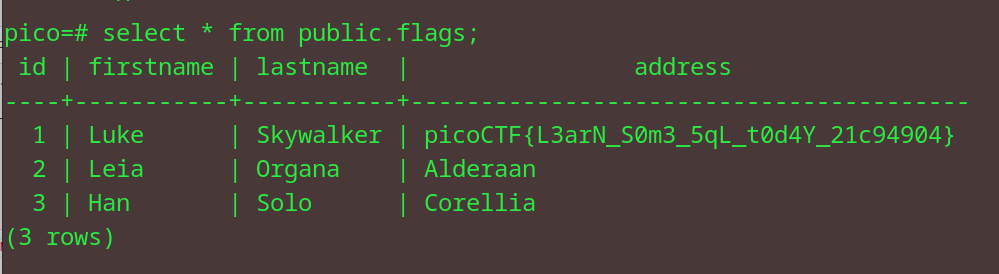 pico=# select * from public.flags;
 id | firstname | lastname  |                address
----+-----------+-----------+----------------------------------------
  1 | Luke      | Skywalker | picoCTF{L3arN_S0m3_5qL_t0d4Y_21c94904}
  2 | Leia      | Organa    | Alderaan
  3 | Han       | Solo      | Corellia
(3 rows)